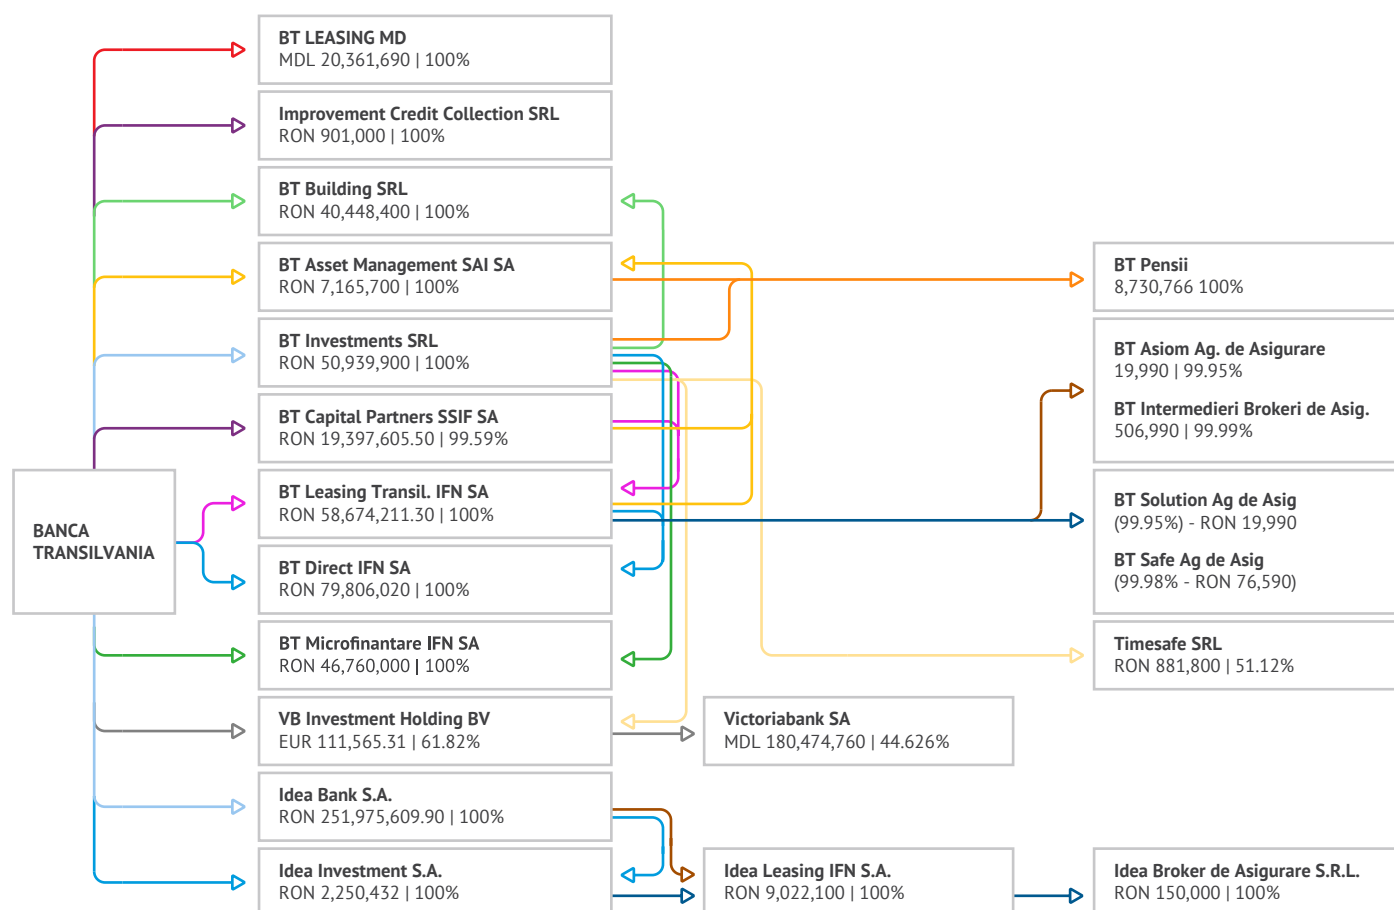 BT LEASING MD
MDL 20,361,690 | 100%
Improvement Credit Collection SRL
RON 901,000 | 100%
BT Building SRL
RON 40,448,400 | 100%
BT Asset Management SAI SA
RON 7,165,700 | 100%
BT Investments SRL
RON 50,939,900 | 100%
BT Capital Partners SSIF SA
RON 19,397,605.50 | 99.59%
BT Leasing Transil. IFN SA
RON 58,674,211.30 | 100%
BANCA
TRANSILVANIA
BT Direct IFN SA
RON 79,806,020 | 100%
BT Microfinantare IFN SA
RON 46,760,000 | 100%
VB Investment Holding BV
EUR 111,565.31 | 61.82%
Idea Bank S.A.
RON 251,975,609.90 | 100%
Idea Investment S.A.
RON 2,250,432 | 100%
Victoriabank SA
MDL 180,474,760 | 44.626%
Idea Leasing IFN S.A.
RON 9,022,100 | 100%
BT Pensii
8,730,766 100%
BT Asiom Ag. de Asigurare
19,990 | 99.95%
BT Intermedieri Brokeri de Asig.
506,990 | 99.99%
BT Solution Ag de Asig
(99.95%) - RON 19,990
BT Safe Ag de Asig
(99.98% - RON 76,590)
Timesafe SRL
RON 881,800 | 51.12%
Idea Broker de Asigurare S.R.L.
RON 150,000 | 100%